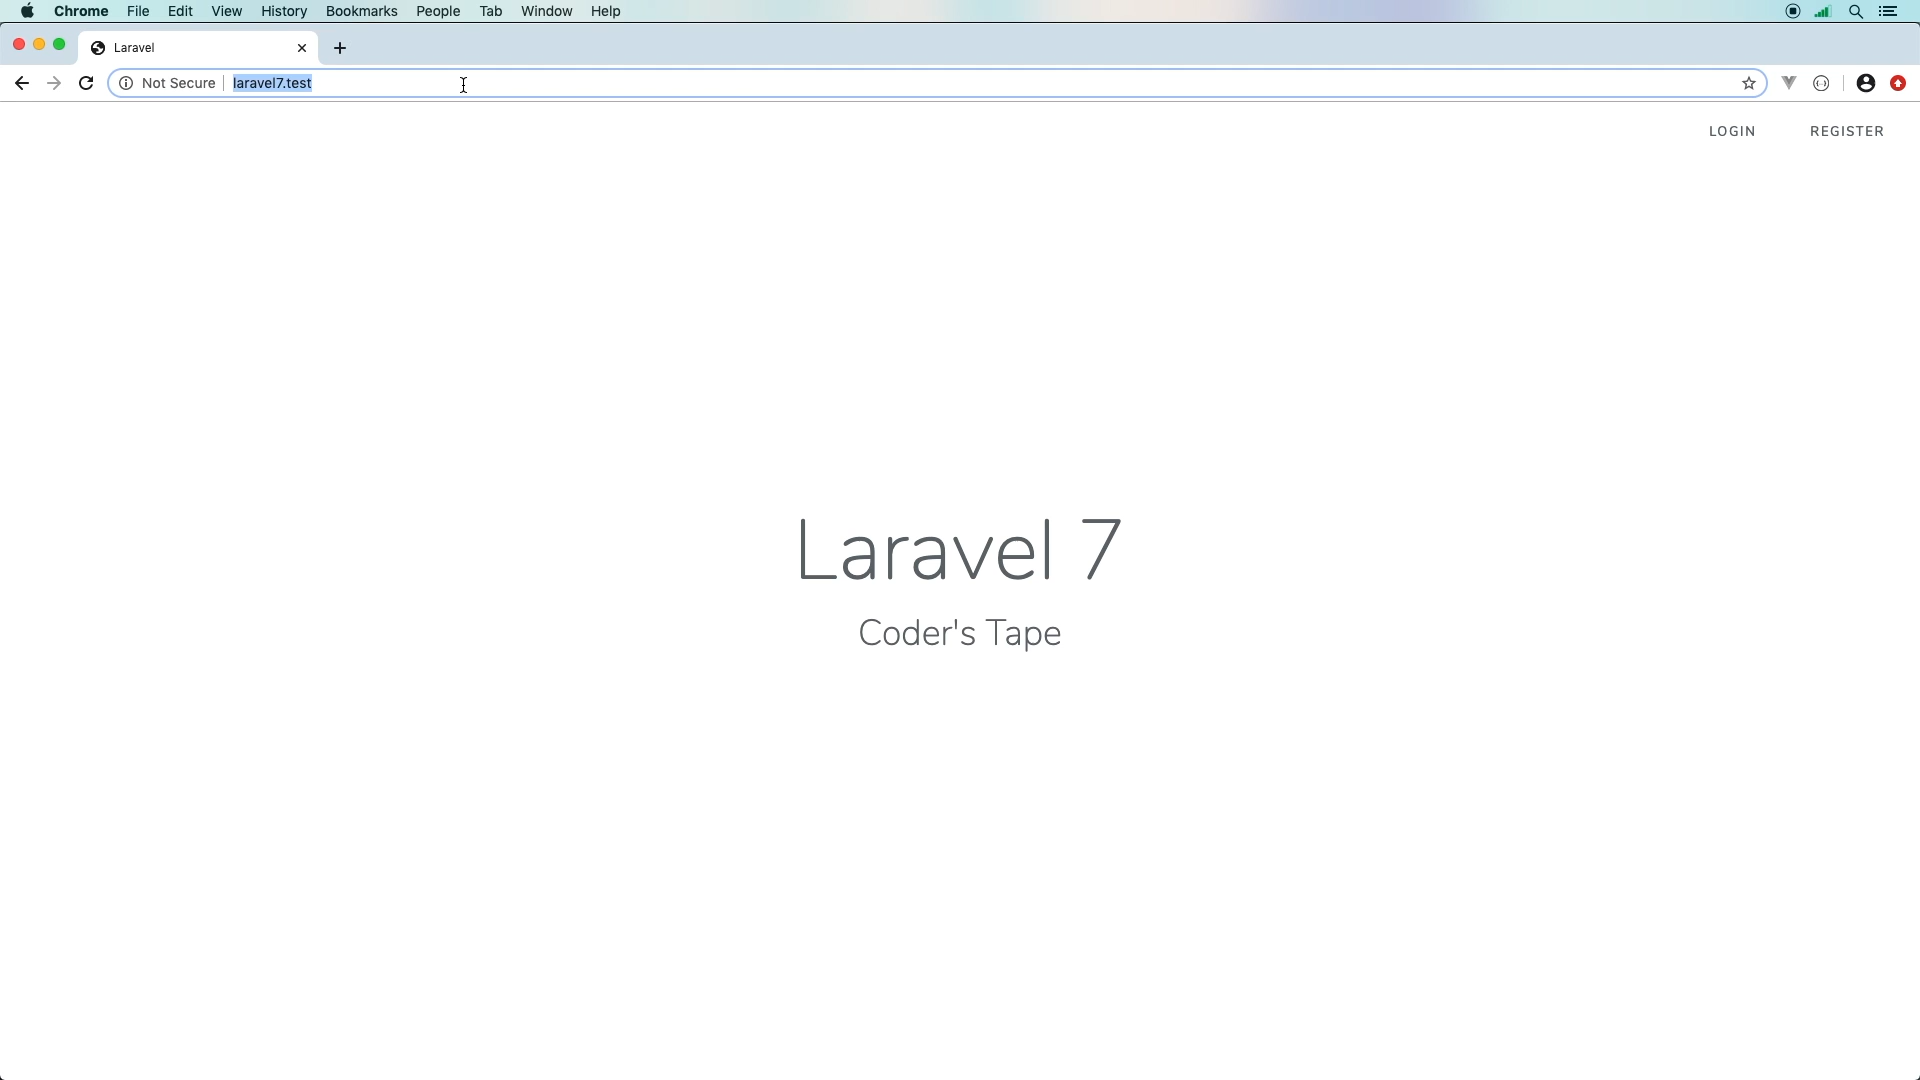 Chrome File Edit View History Bookmarks People Tab Window Help
Laravel
Not Secure laravel7.test
LOGIN REGISTER
Laravel 7
Coder's Tape